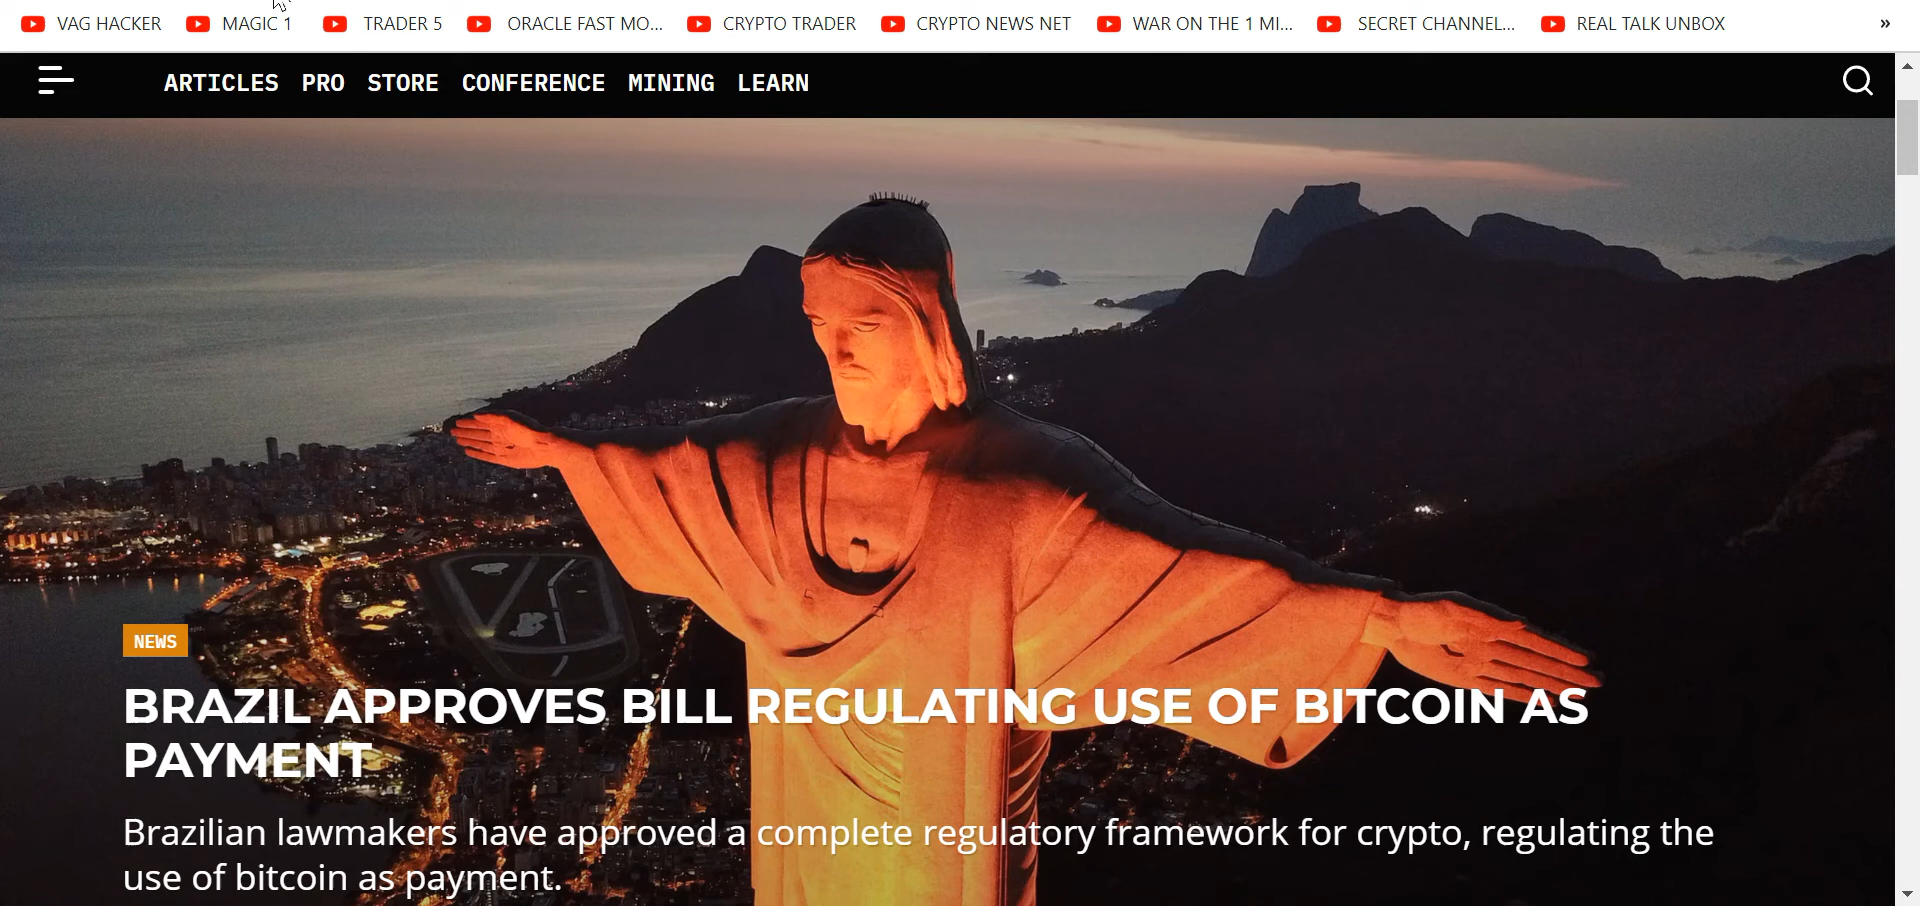 VAG HACKER MAGIC 1 TRADER 5 ORACLE FAST MO... CRYPTO TRADER CRYPTO NEWS NET WAR ON THE 1 MI... SECRET CHANNEL... REAL TALK UNBOX »
ARTICLES PRO STORE CONFERENCE MINING LEARN
NEWS
BRAZIL APPROVES BILL REGULATING USE OF BITCOIN AS
PAYMENT
Brazilian lawmakers have approved a complete regulatory framework for crypto, regulating the
use of bitcoin as payment.